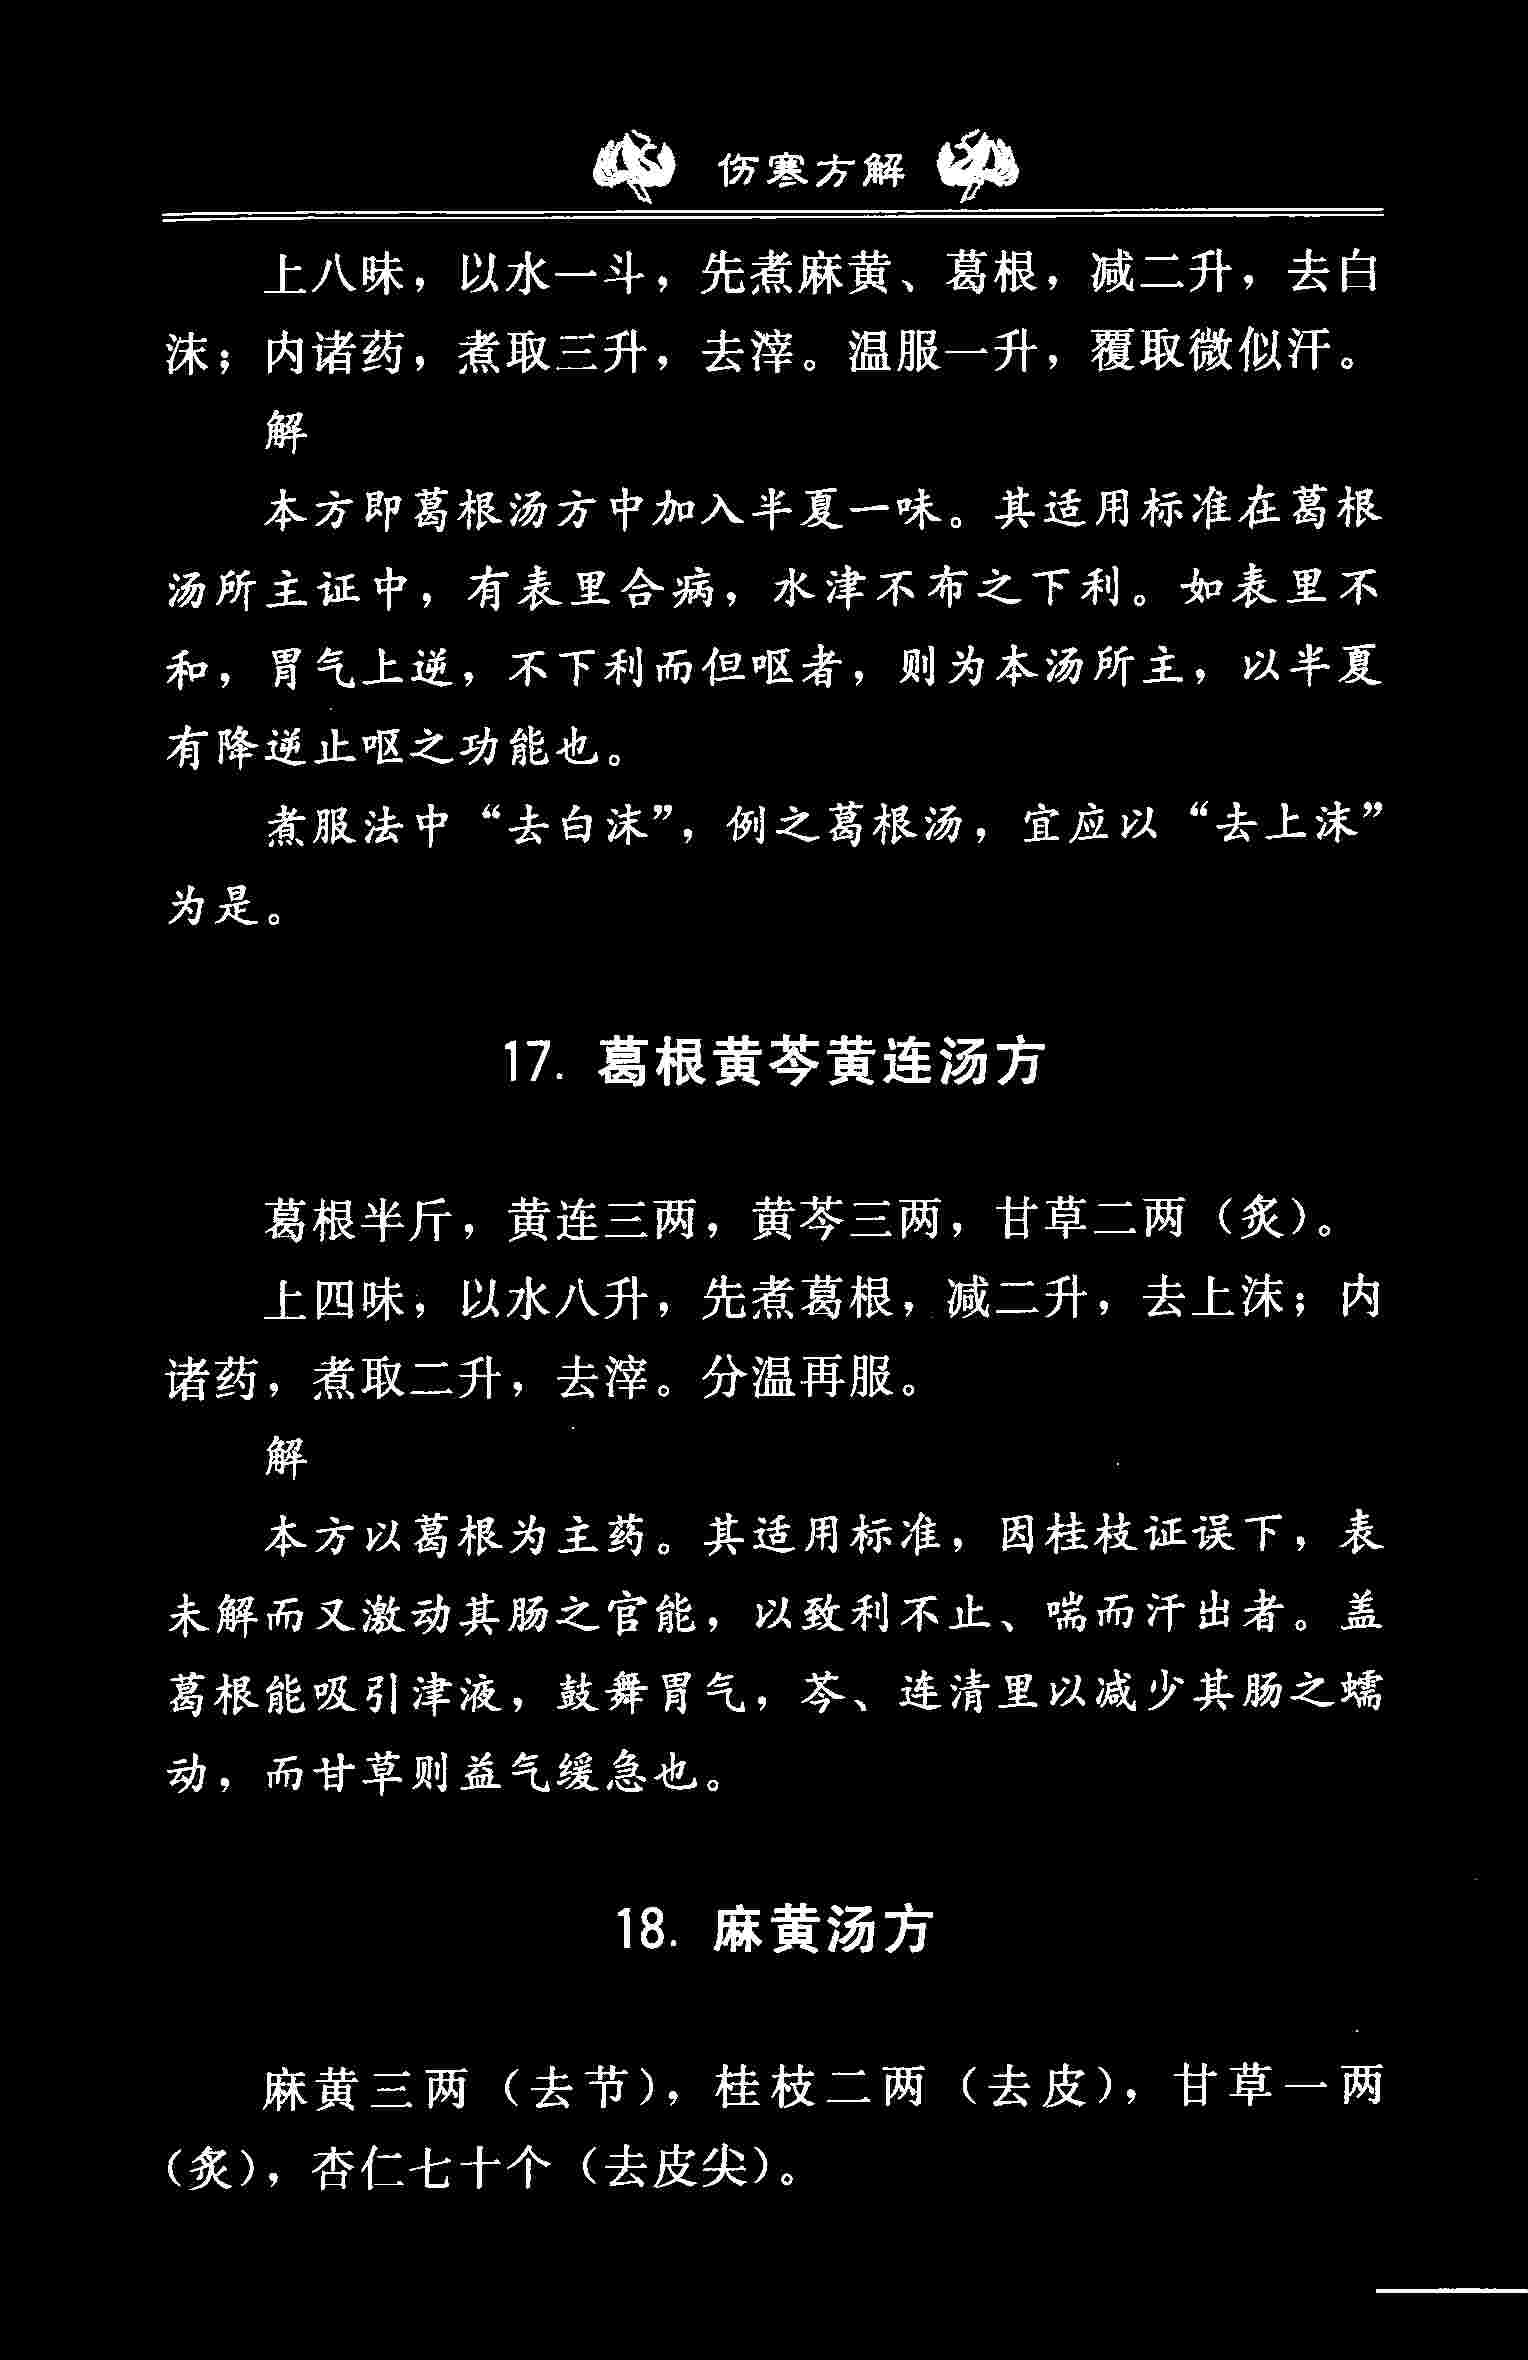 伤寒方解
上八味，以水一斗，先煮麻黄、葛根，减二升，去白
沫；内诸药，煮取三升，去滓。温服一升，覆取微似汗。
解
本方即葛根汤方中加入半夏一味。其适用标准在葛根
汤所主证中，有表里合病，水津不布之下利。如表里不
和，胃气上逆，不下利而但呕者，则为本汤所主，以半夏
有降逆止呕之功能也。
煮服法中“去白沫”，例之葛根汤，宜应以“去上沫”
为是。
17. 葛根黄芩黄连汤方
葛根半斤，黄连三两，黄芩三两，甘草二两（炙）。
上四味，以水八升，先煮葛根，减二升，去上沫；内
诸药，煮取二升，去滓。分温再服。
解
本方以葛根为主药。其适用标准，因桂枝证误下，表
未解而又激动其肠之官能，以致利不止、喘而汗出者。盖
葛根能吸引津液，鼓舞胃气，芩、连清里以减少其肠之蠕
动，而甘草则益气缓急也。
18. 麻黄汤方
麻黄三两（去节），桂枝二两（去皮），甘草一两
（炙），杏仁七十个（去皮尖）。